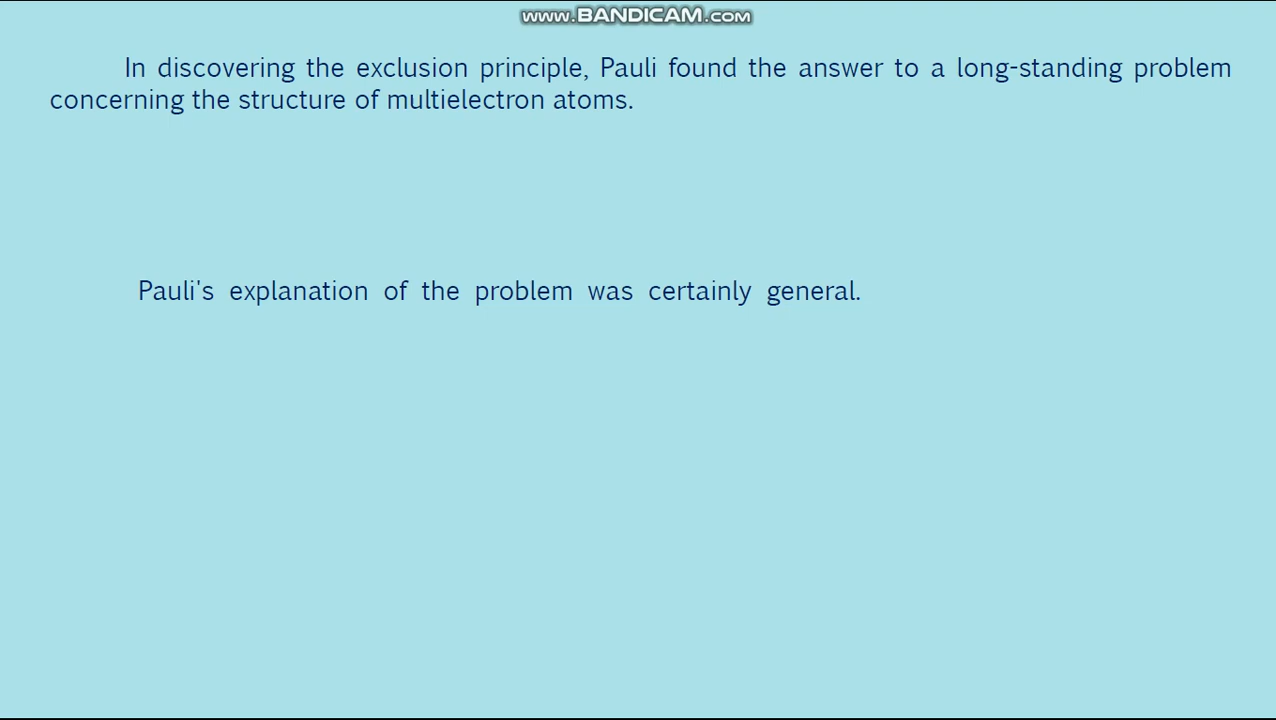 www.BANDICAM.com
In discovering the exclusion principle, Pauli found the answer to a long-standing problem
concerning the structure of multielectron atoms.
Pauli's explanation of the problem was certainly general.